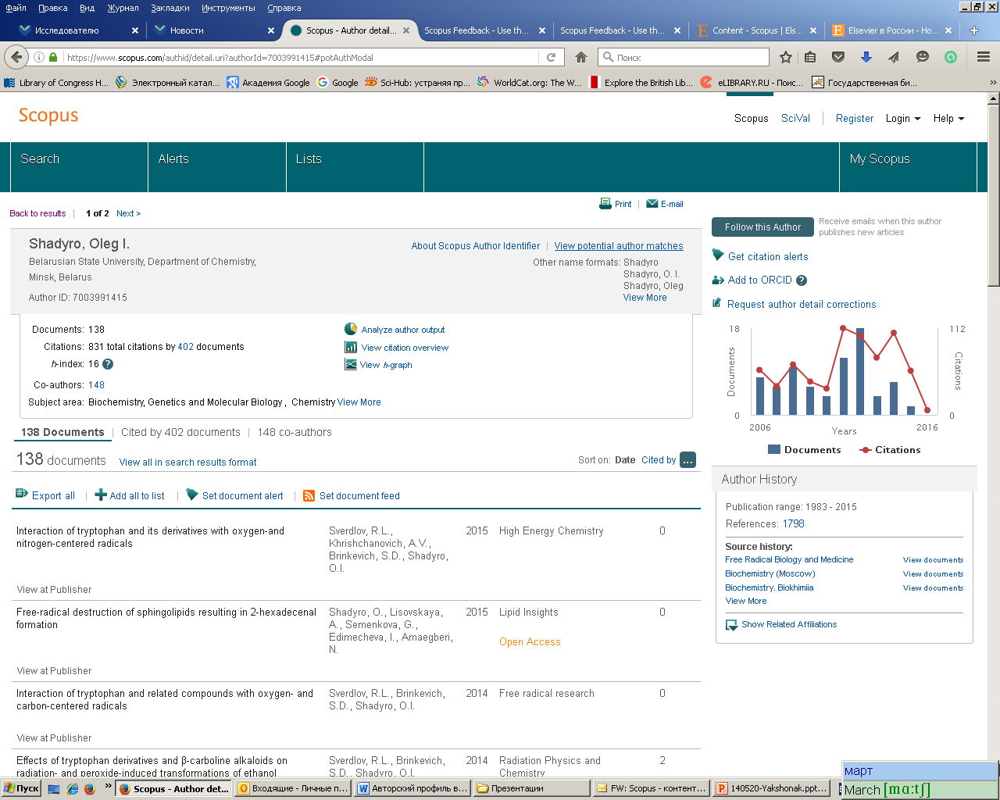 Файл Правка Вид Журнал Закладки Инструменты Справка
Исследователю Новости Scopus - Author detail... Scopus Feedback - Use th... Scopus Feedback - Use th... Content - Scopus | Els... Elsevier в России - Но...
https://www.scopus.com/authid/detail.uri?authorId=7003991415#potAuthModal Поиск
Library of Congress H... Электронный катал... Академия Google Google Sci-Hub: устраняя пр... WorldCat.org: The W... Explore the British Lib... eLIBRARY.RU - Поис... Государственная би...
Scopus
Scopus SciVal Register Login Help
Search Alerts Lists My Scopus
Back to results 1 of 2 Next >
Print E-mail
Shadyro, Oleg I.
Belarusian State University, Department of Chemistry,
Minsk, Belarus
Author ID: 7003991415
About Scopus Author Identifier | View potential author matches
Other name formats: Shadyro
Shadyro, O. I.
Shadyro, Oleg
View More
Documents: 138
Citations: 831 total citations by 402 documents
h-index: 16 ?
Co-authors: 148
Subject area: Biochemistry, Genetics and Molecular Biology , Chemistry View More
Analyze author output
View citation overview
View h-graph
138 Documents | Cited by 402 documents | 148 co-authors
138 documents View all in search results format
Sort on: Date Cited by ...
Export all | Add all to list | Set document alert | Set document feed
Interaction of tryptophan and its derivatives with oxygen-and
nitrogen-centered radicals
Sverdlov, R.L.,
Khrishchanovich, A.V.,
Brinkevich, S.D., Shadyro,
O.I.
2015 High Energy Chemistry 0
View at Publisher
Free-radical destruction of sphingolipids resulting in 2-hexadecenal
formation
Shadyro, O., Lisovskaya,
A., Semenkova, G.,
Edimecheva, I., Amaegberi,
N.
2015 Lipid Insights 0
Open Access
View at Publisher
Interaction of tryptophan and related compounds with oxygen- and
carbon-centered radicals
Sverdlov, R.L., Brinkevich,
S.D., Shadyro, O.I.
2014 Free radical research 0
View at Publisher
Effects of tryptophan derivatives and β-carboline alkaloids on
radiation- and peroxide-induced transformations of ethanol
Sverdlov, R.L., Brinkevich,
S.D., Shadyro, O.I.
2014 Radiation Physics and
Chemistry
2
Follow this Author
Receive emails when this author
publishes new articles
Get citation alerts
Add to ORCID ?
Request author detail corrections
18 112
Documents Citations
0 0
2006 Years 2016
Documents Citations
Author History
Publication range: 1983 - 2015
References: 1798
Source history:
Free Radical Biology and Medicine View documents
Biochemistry (Moscow) View documents
Biochemistry. Biokhimiia View documents
View More
Show Related Affiliations
март
March [mɑ:tʃ]
Пуск » Scopus - Author det... Входящие - Личные п... Авторский профиль в... Презентации FW: Scopus - контент... 140520-Yakshonak.ppt...